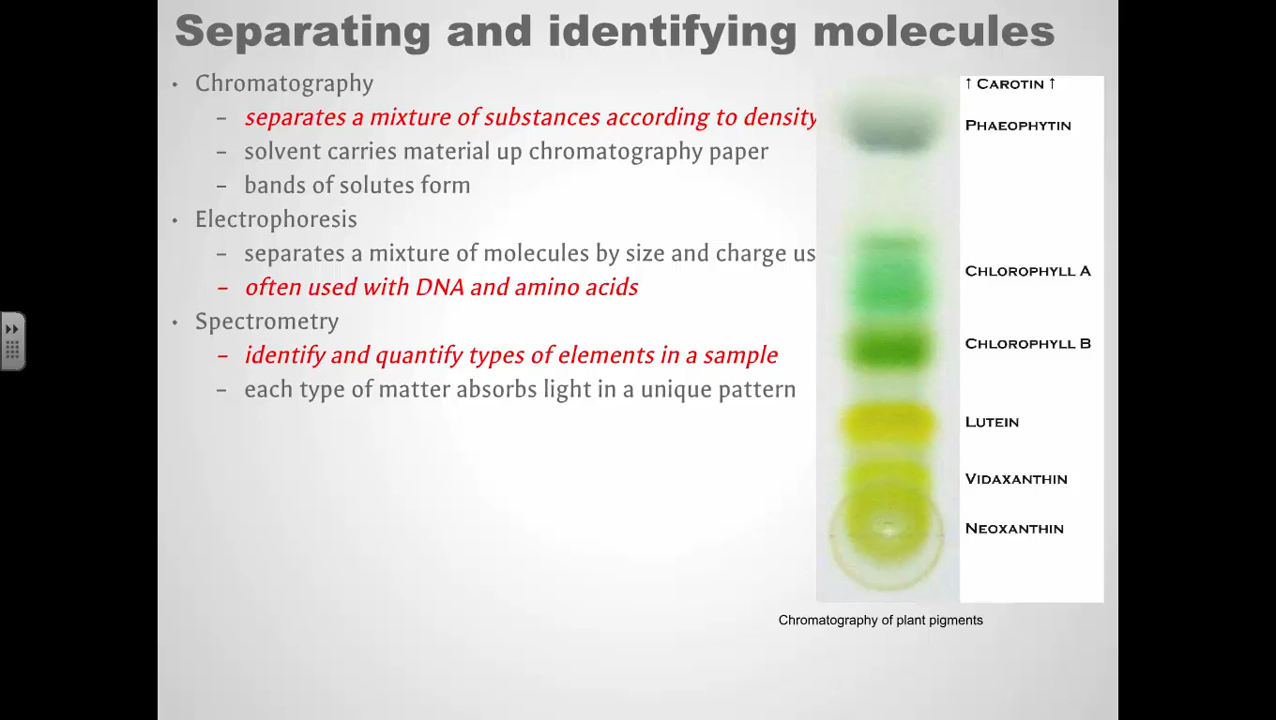 Separating and identifying molecules
• Chromatography
– separates a mixture of substances according to density
– solvent carries material up chromatography paper
– bands of solutes form
• Electrophoresis
– separates a mixture of molecules by size and charge us
– often used with DNA and amino acids
• Spectrometry
– identify and quantify types of elements in a sample
– each type of matter absorbs light in a unique pattern
↑ CAROTIN ↑
PHAEOPHYTIN
CHLOROPHYLL A
CHLOROPHYLL B
LUTEIN
VIDAXANTHIN
NEOXANTHIN
Chromatography of plant pigments